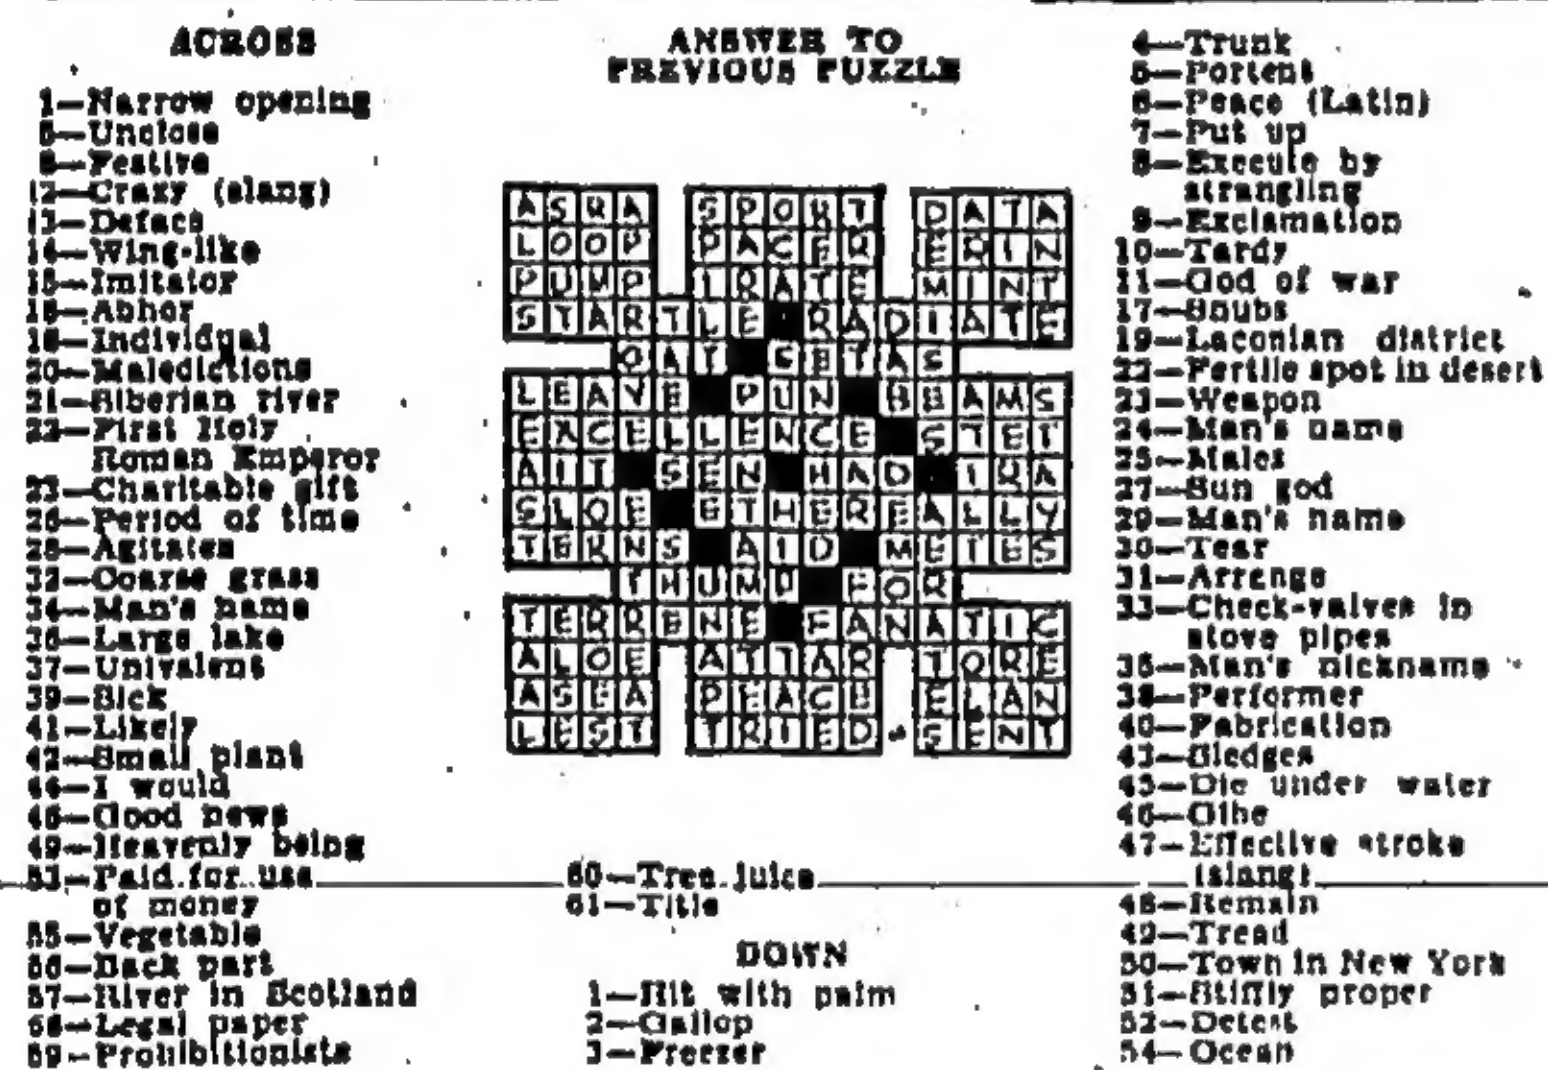 ACROSS
1—Narrow opening
5—Unclose
8—Festive
12—Crazy (slang)
13—Deface
14—Wing-like
15—Imitator
16—Abhor
18—Individual
20—Maledictions
21—Siberian river
22—First Holy
Roman Emperor
23—Charitable gift
26—Period of time
28—Agitates
32—Coarse grass
34—Man's name
36—Large lake
37—Univalent
39—Sick
41—Likely
42—Small plant
44—I would
46—Good news
49—Heavenly being
53—Paid for use
of money
55—Vegetable
56—Back part
57—River in Scotland
58—Legal paper
59—Prohibitionists
ANSWER TO
PREVIOUS PUZZLE
ASRA SPORT DATA
LOOP PACER ERIN
PUMP IRATE MINT
STARTLE RADIATE
OAT SETAS
LEAVE PUN BEAMS
EXCELLENCE STET
AIT SEN HAD IRA
SLOE ETHEREALLY
TERNS AID METES
THUMP FOR
TERRENE FANATIC
ALOE ATTAR TORE
ASEA PEACE ELAN
LEST TRIED SENT
60—Tree juice
61—Title
DOWN
1—Hit with palm
2—Gallop
3—Freezer
4—Trunk
5—Portent
6—Peace (Latin)
7—Put up
8—Execute by
strangling
9—Exclamation
10—Tardy
11—God of war
17—Snubs
19—Laconian district
22—Fertile spot in desert
23—Weapon
24—Man's name
25—Males
27—Sun god
29—Man's name
30—Tear
31—Arrange
33—Check-valves in
stove pipes
35—Man's nickname
38—Performer
40—Fabrication
43—Sledges
45—Die under water
46—Gibe
47—Effective stroke
(slang)
48—Remain
49—Tread
50—Town in New York
51—Stiffly proper
52—Detest
54—Ocean